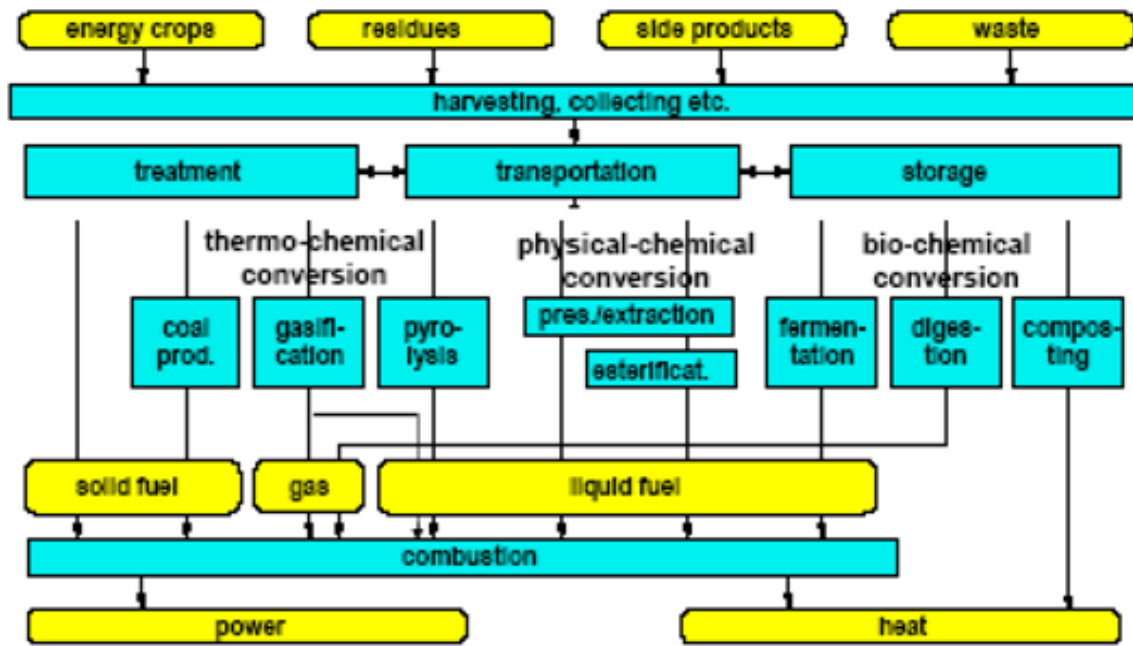 energy crops
residues
side products
waste
harvesting, collecting etc.
treatment
transportation
storage
thermo-chemical
conversion
physical-chemical
conversion
bio-chemical
conversion
coal
prod.
gasifi-
cation
pyro-
lysis
pres./extraction
esterificat.
fermen-
tation
diges-
tion
compos-
ting
solid fuel
gas
liquid fuel
combustion
power
heat